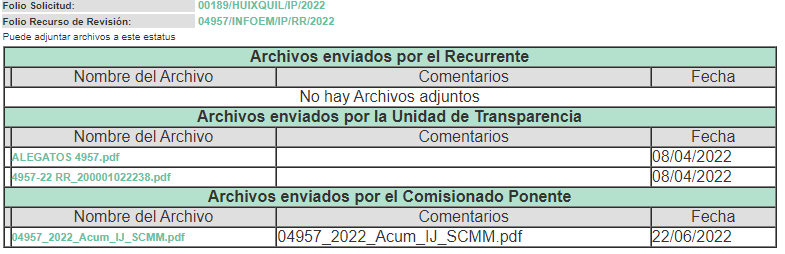 Folio Solicitud: 00189/HUIXQUIL/IP/2022
Folio Recurso de Revisión: 04957/INFOEM/IP/RR/2022
Puede adjuntar archivos a este estatus
Archivos enviados por el Recurrente
Nombre del Archivo Comentarios Fecha
No hay Archivos adjuntos
Archivos enviados por la Unidad de Transparencia
Nombre del Archivo Comentarios Fecha
ALEGATOS 4957.pdf 08/04/2022
4957-22 RR_200001022238.pdf 08/04/2022
Archivos enviados por el Comisionado Ponente
Nombre del Archivo Comentarios Fecha
04957_2022_Acum_IJ_SCMM.pdf 04957_2022_Acum_IJ_SCMM.pdf 22/06/2022